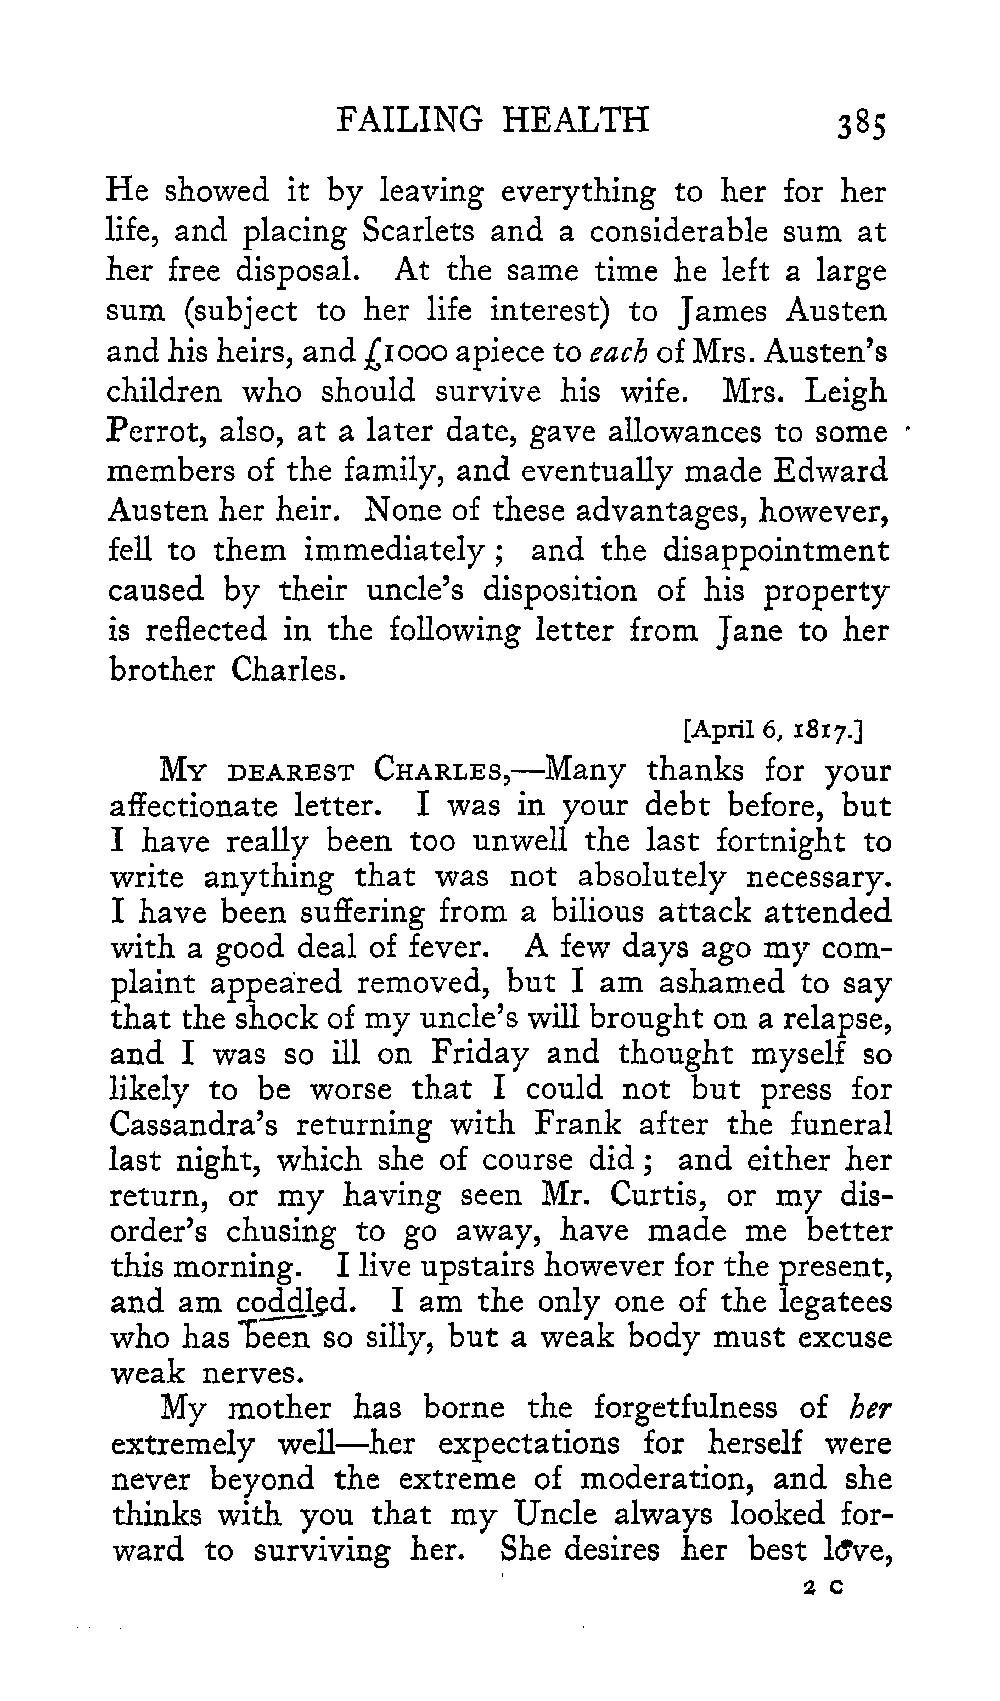 FAILING HEALTH 385
He showed it by leaving everything to her for her
life, and placing Scarlets and a considerable sum at
her free disposal. At the same time he left a large
sum (subject to her life interest) to James Austen
and his heirs, and £1000 apiece to each of Mrs. Austen's
children who should survive his wife. Mrs. Leigh
Perrot, also, at a later date, gave allowances to some
members of the family, and eventually made Edward
Austen her heir. None of these advantages, however,
fell to them immediately ; and the disappointment
caused by their uncle's disposition of his property
is reflected in the following letter from Jane to her
brother Charles.
[April 6, 1817.]
MY DEAREST CHARLES,—Many thanks for your
affectionate letter. I was in your debt before, but
I have really been too unwell the last fortnight to
write anything that was not absolutely necessary.
I have been suffering from a bilious attack attended
with a good deal of fever. A few days ago my com-
plaint appeared removed, but I am ashamed to say
that the shock of my uncle's will brought on a relapse,
and I was so ill on Friday and thought myself so
likely to be worse that I could not but press for
Cassandra's returning with Frank after the funeral
last night, which she of course did ; and either her
return, or my having seen Mr. Curtis, or my dis-
order's chusing to go away, have made me better
this morning. I live upstairs however for the present,
and am coddled. I am the only one of the legatees
who has been so silly, but a weak body must excuse
weak nerves.
My mother has borne the forgetfulness of her
extremely well—her expectations for herself were
never beyond the extreme of moderation, and she
thinks with you that my Uncle always looked for-
ward to surviving her. She desires her best love,
2 C